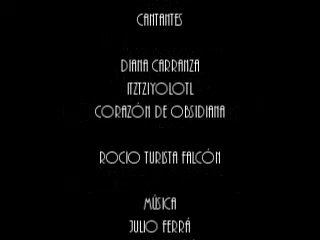 CANTANTES
DIANA CARRANZA
ITZTZIYOLOTL
CORAZÓN DE OBSIDIANA
ROCIO TURISTA FALCÓN
MÚSICA
JULIO FERRÁ